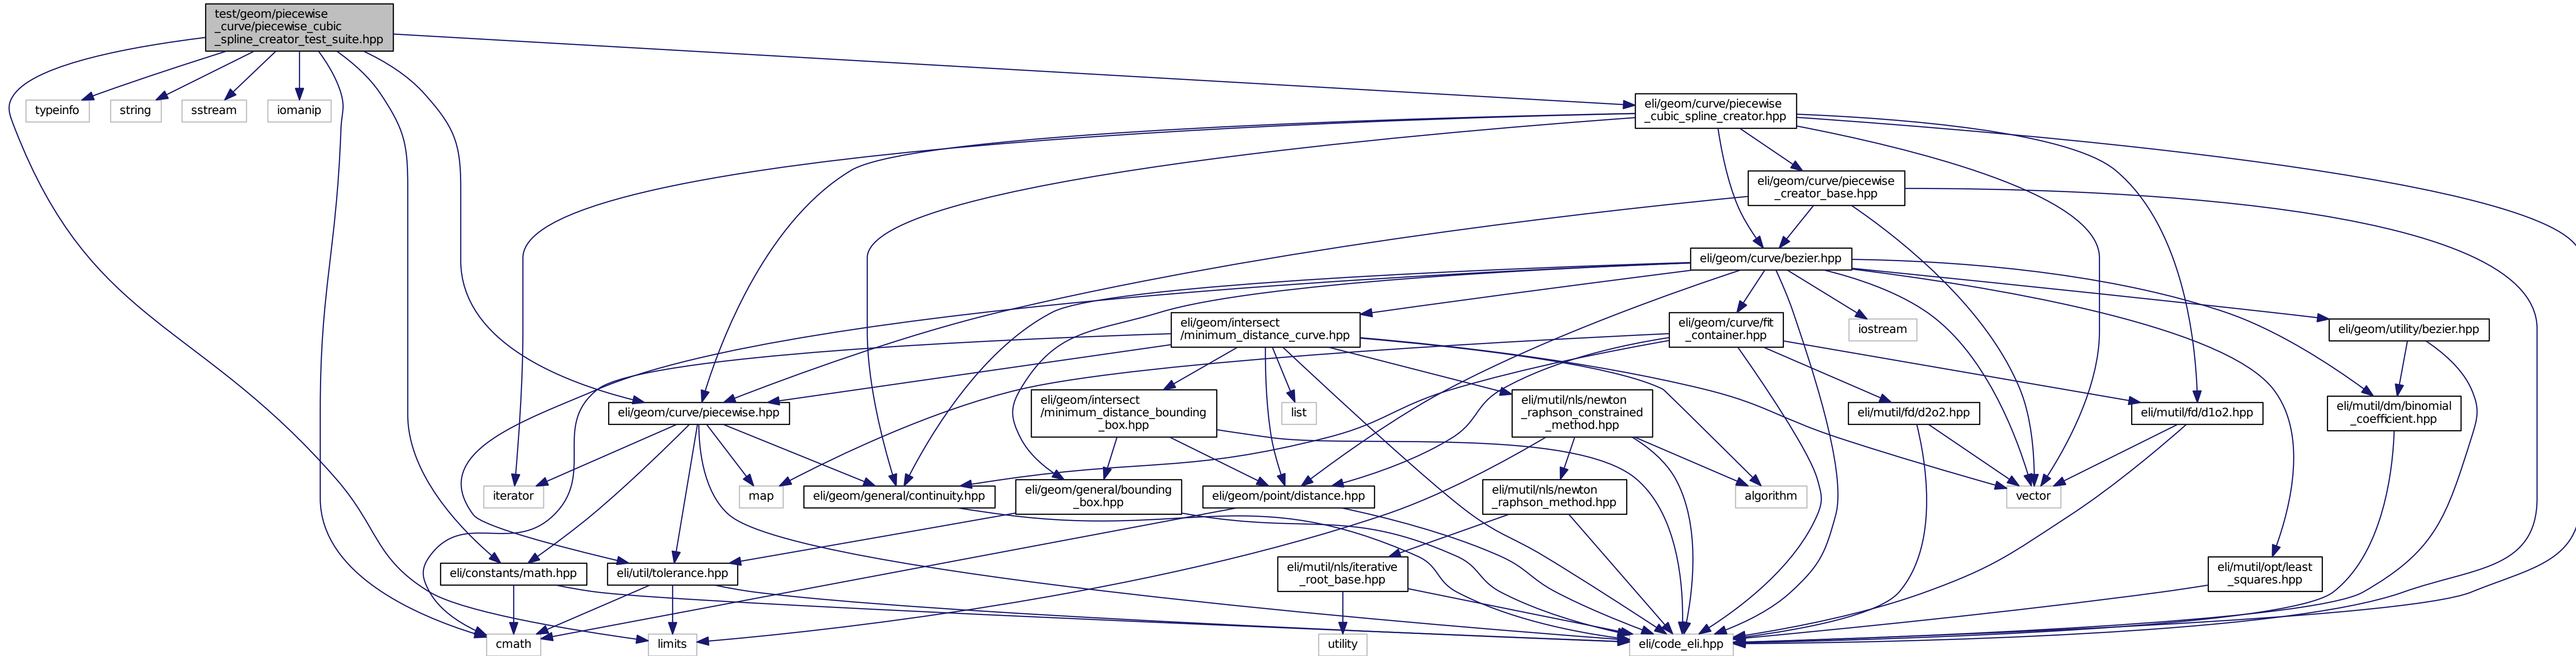 test/geom/piecewise
_curve/piecewise_cubic
_spline_creator_test_suite.hpp
typeinfo
string
sstream
iomanip
eli/geom/curve/piecewise
_cubic_spline_creator.hpp
eli/geom/curve/piecewise
_creator_base.hpp
eli/geom/curve/bezier.hpp
eli/geom/intersect
/minimum_distance_curve.hpp
eli/geom/curve/fit
_container.hpp
iostream
eli/geom/utility/bezier.hpp
eli/geom/curve/piecewise.hpp
eli/geom/intersect
/minimum_distance_bounding
_box.hpp
list
eli/mutil/nls/newton
_raphson_constrained
_method.hpp
eli/mutil/fd/d2o2.hpp
eli/mutil/fd/d1o2.hpp
eli/mutil/dm/binomial
_coefficient.hpp
iterator
map
eli/geom/general/continuity.hpp
eli/geom/general/bounding
_box.hpp
eli/geom/point/distance.hpp
eli/mutil/nls/newton
_raphson_method.hpp
algorithm
vector
eli/constants/math.hpp
eli/util/tolerance.hpp
eli/mutil/nls/iterative
_root_base.hpp
eli/mutil/opt/least
_squares.hpp
cmath
limits
utility
eli/code_eli.hpp